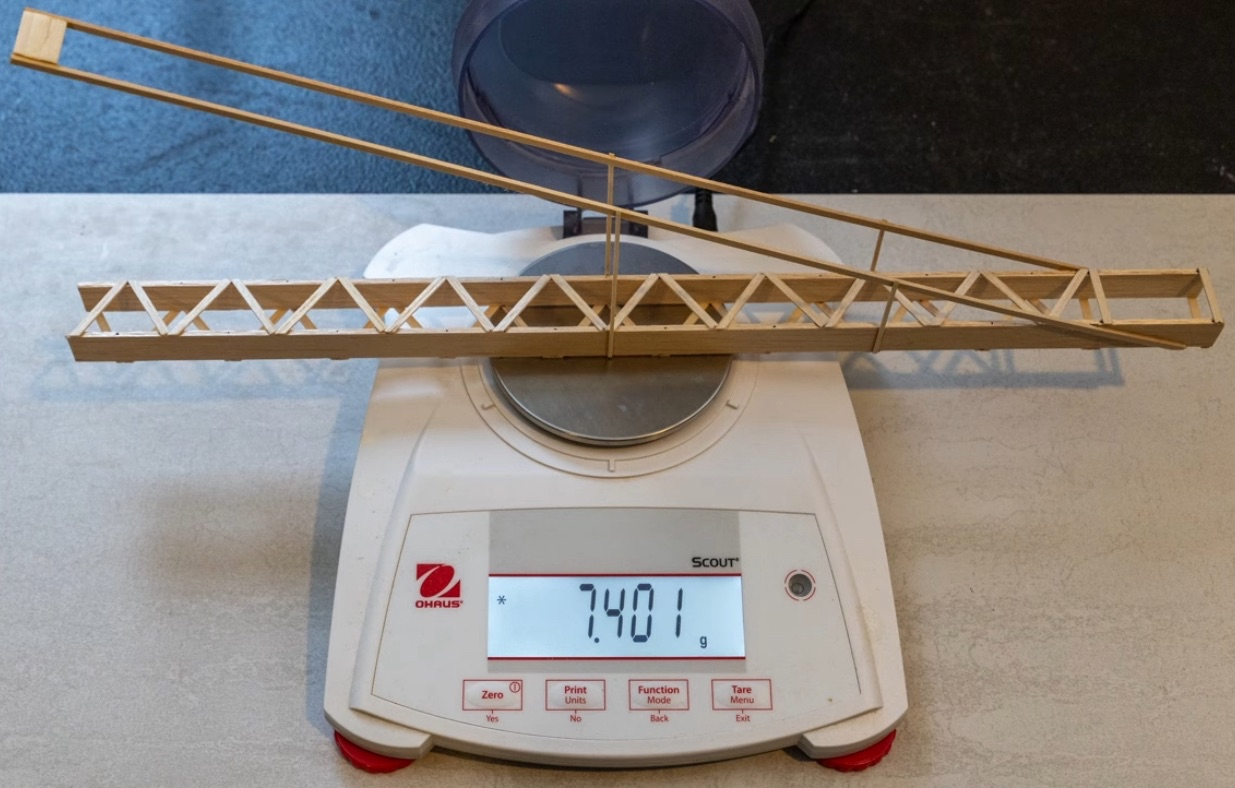 SCOUT®
OHAUS®
* 7.401 g
Zero
Yes
Print
Units
No
Function
Mode
Back
Tare
Menu
Exit